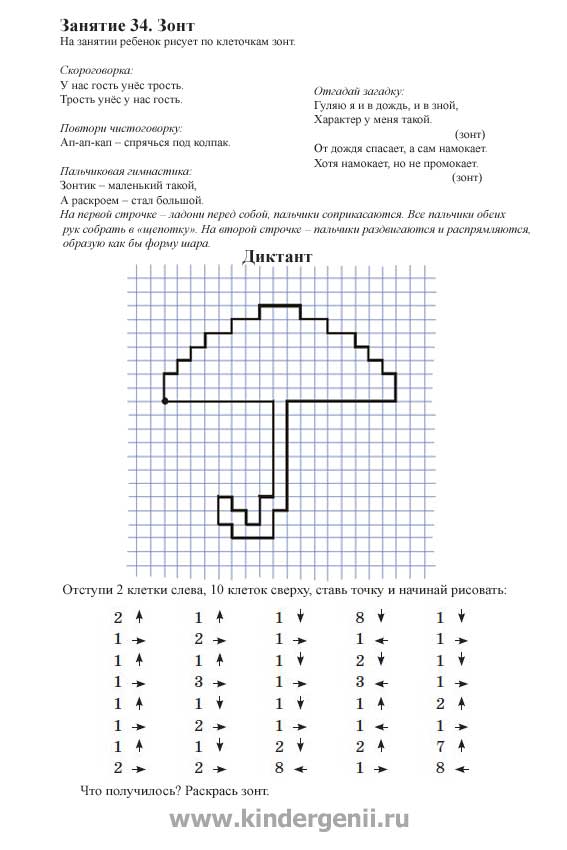 Занятие 34. Зонт
На занятии ребенок рисует по клеточкам зонт.
Скороговорка:
У нас гость унёс трость.
Трость унёс у нас гость.
Повтори чистоговорку:
Ап-ап-кап – спрячься под колпак.
Пальчиковая гимнастика:
Зонтик – маленький такой,
А раскроем – стал большой.
Отгадай загадку:
Гуляю я и в дождь, и в зной,
Характер у меня такой.
(зонт)
От дождя спасает, а сам намокает.
Хотя намокает, но не промокает.
(зонт)
На первой строчке – ладони перед собой, пальчики соприкасаются. Все пальчики обеих
рук собрать в «щепотку». На второй строчке – пальчики раздвигаются и распрямляются,
образую как бы форму шара.
Диктант
Отступи 2 клетки слева, 10 клеток сверху, ставь точку и начинай рисовать:
2 ↑ 1 ↑ 1 ↓ 8 ↓ 1 ↓
1 → 2 → 1 → 1 ← 1 →
1 ↑ 1 ↑ 1 ↓ 2 ↓ 1 ↓
1 → 3 → 1 → 3 ← 1 →
1 ↑ 1 ↓ 1 ↓ 1 ↑ 2 ↑
1 → 2 → 1 → 1 ← 1 →
1 ↑ 1 ↓ 2 ↓ 2 ↑ 7 ↑
2 → 2 → 8 ← 1 → 8 ←
Что получилось? Раскрась зонт.
www.kindergenii.ru